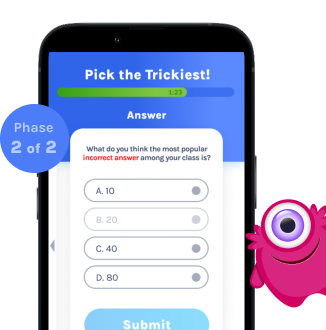 Pick the Trickiest!
1:23
Answer
Phase
2 of 2
What do you think the most popular
incorrect answer among your class is?
A. 10
B. 20
C. 40
D. 80
Submit